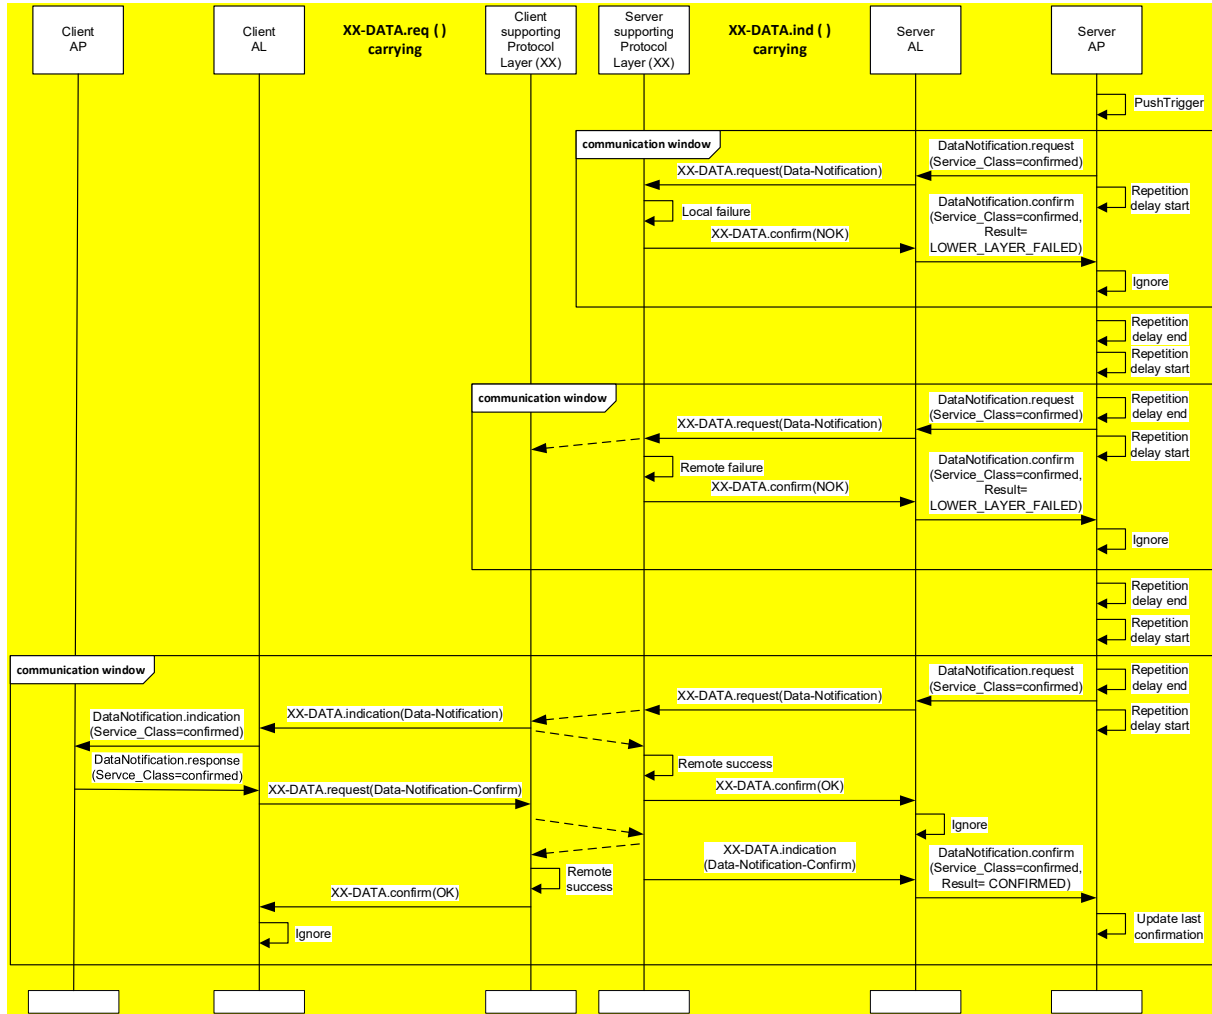 Client
AP
Client
AL
XX-DATA.req ( )
carrying
Client
supporting
Protocol
Layer (XX)
Server
supporting
Protocol
Layer (XX)
XX-DATA.ind ( )
carrying
Server
AL
Server
AP
PushTrigger
communication window
DataNotification.request
(Service_Class=confirmed)
XX-DATA.request(Data-Notification)
Repetition
delay start
Local failure
DataNotification.confirm
(Service_Class=confirmed,
Result=
LOWER_LAYER_FAILED)
XX-DATA.confirm(NOK)
Ignore
Repetition
delay end
Repetition
delay start
communication window
DataNotification.request
(Service_Class=confirmed)
Repetition
delay end
XX-DATA.request(Data-Notification)
Repetition
delay start
Remote failure
DataNotification.confirm
(Service_Class=confirmed,
Result=
LOWER_LAYER_FAILED)
XX-DATA.confirm(NOK)
Ignore
Repetition
delay end
Repetition
delay start
communication window
DataNotification.request
(Service_Class=confirmed)
Repetition
delay end
XX-DATA.request(Data-Notification)
XX-DATA.indication(Data-Notification)
Repetition
delay start
DataNotification.indication
(Service_Class=confirmed)
Remote success
DataNotification.response
(Servce_Class=confirmed)
XX-DATA.request(Data-Notification-Confirm)
XX-DATA.confirm(OK)
Ignore
XX-DATA.indication
(Data-Notification-Confirm)
DataNotification.confirm
(Service_Class=confirmed,
Result= CONFIRMED)
Remote
success
XX-DATA.confirm(OK)
Update last
confirmation
Ignore